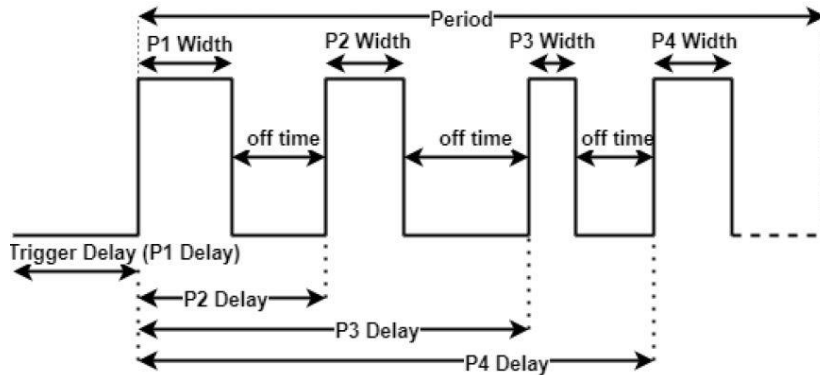 Period
P1 Width
P2 Width
P3 Width
P4 Width
off time
off time
off time
Trigger Delay (P1 Delay)
P2 Delay
P3 Delay
P4 Delay